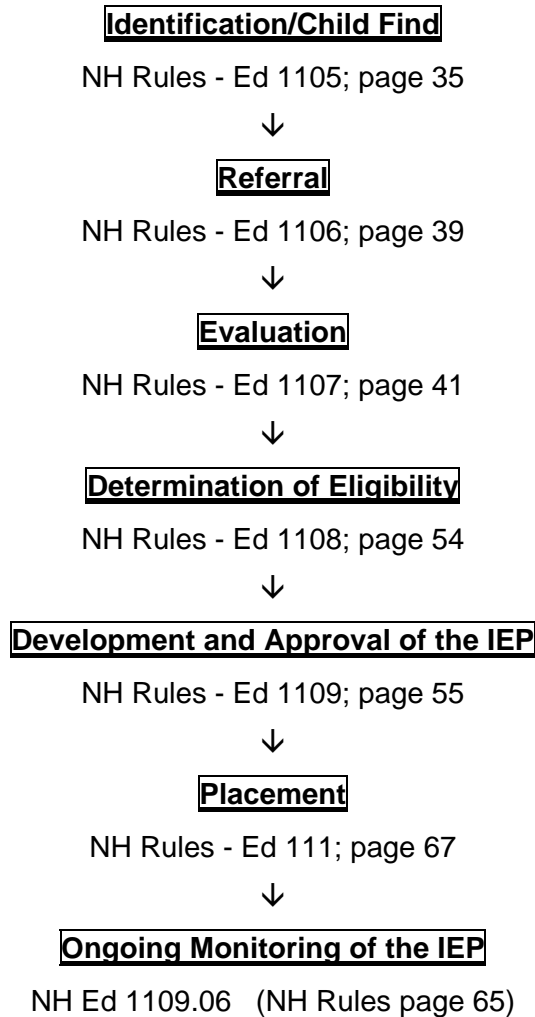 Identification/Child Find
NH Rules - Ed 1105; page 35
↓
Referral
NH Rules - Ed 1106; page 39
↓
Evaluation
NH Rules - Ed 1107; page 41
↓
Determination of Eligibility
NH Rules - Ed 1108; page 54
↓
Development and Approval of the IEP
NH Rules - Ed 1109; page 55
↓
Placement
NH Rules - Ed 111; page 67
↓
Ongoing Monitoring of the IEP
NH Ed 1109.06 (NH Rules page 65)